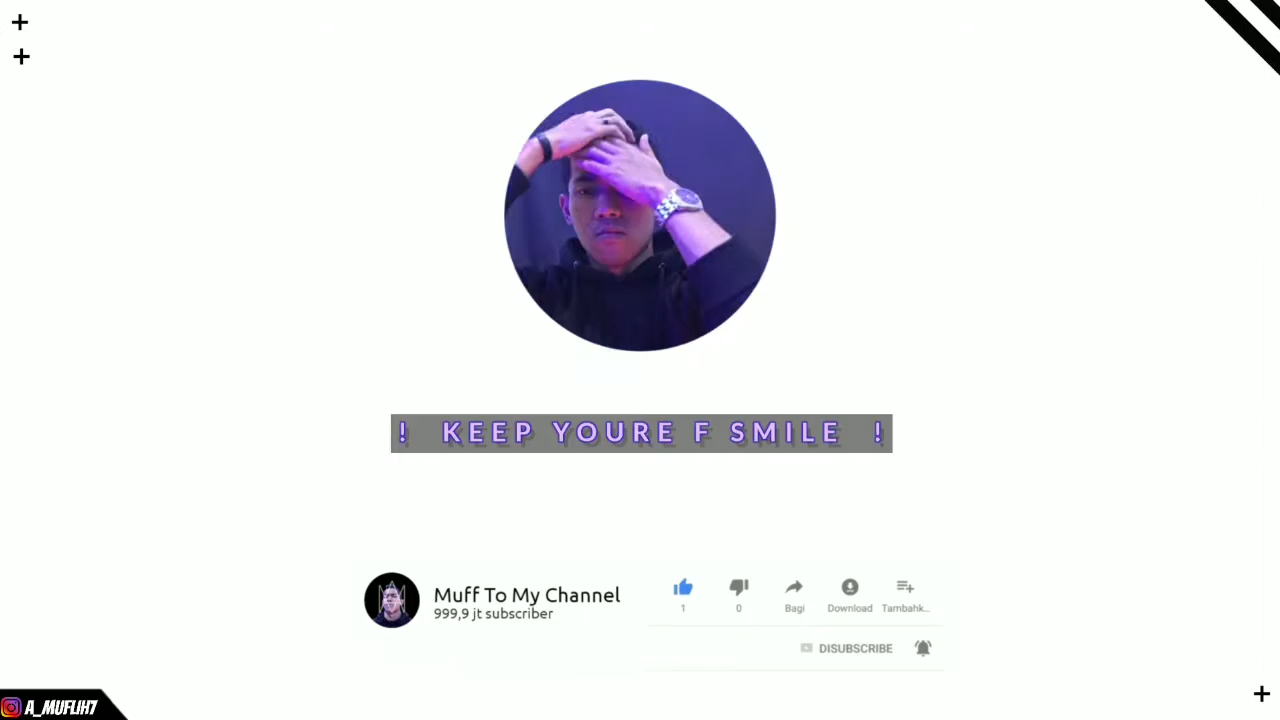 ! KEEP YOURE F SMILE !
Muff To My Channel
999,9 jt subscriber
1
0
Bagi
Download
Tambahk...
DISUBSCRIBE
A_MUFLIH7